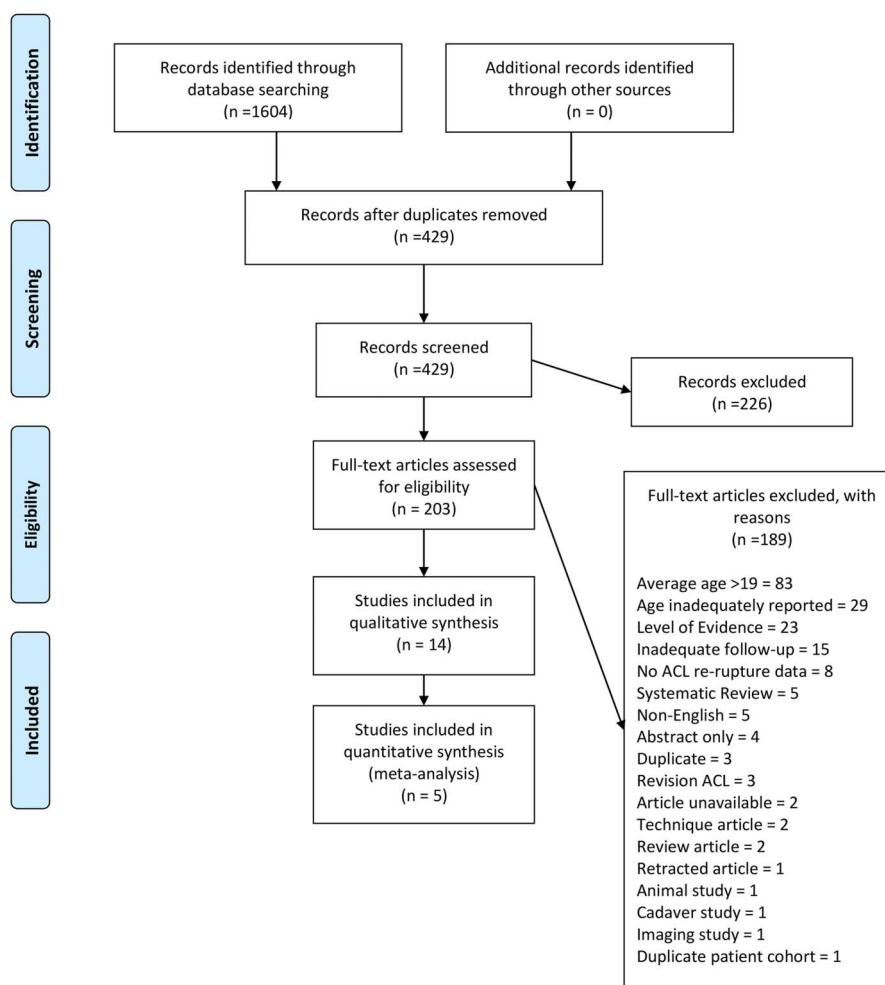 Identification
Records identified through
database searching
(n =1604)
Additional records identified
through other sources
(n = 0)
Records after duplicates removed
(n =429)
Screening
Records screened
(n =429)
Records excluded
(n =226)
Eligibility
Full-text articles assessed
for eligibility
(n = 203)
Full-text articles excluded, with
reasons
(n =189)
Average age >19 = 83
Age inadequately reported = 29
Level of Evidence = 23
Inadequate follow-up = 15
No ACL re-rupture data = 8
Systematic Review = 5
Non-English = 5
Abstract only = 4
Duplicate = 3
Revision ACL = 3
Article unavailable = 2
Technique article = 2
Review article = 2
Retracted article = 1
Animal study = 1
Cadaver study = 1
Imaging study = 1
Duplicate patient cohort = 1
Studies included in
qualitative synthesis
(n = 14)
Included
Studies included in
quantitative synthesis
(meta-analysis)
(n = 5)